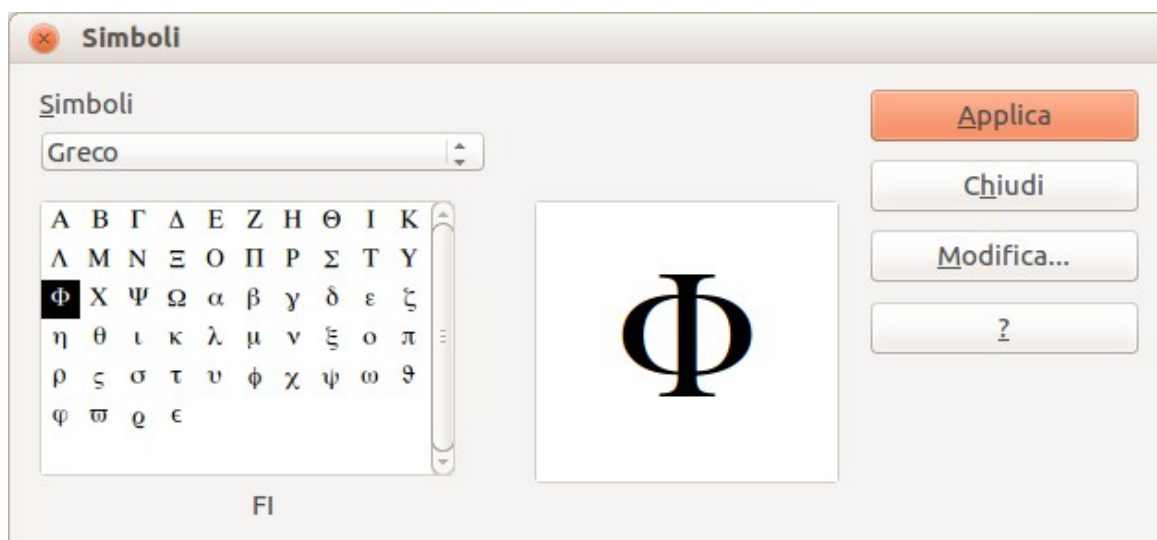 Simboli
Simboli
Greco
Α Β Γ Δ Ε Ζ Η Θ Ι Κ
Λ Μ Ν Ξ Ο Π Ρ Σ Τ Υ
Φ Χ Ψ Ω α β γ δ ε ζ
η θ ι κ λ μ ν ξ ο π
ρ ς σ τ υ ϕ χ ψ ω ϑ
φ ϖ ϱ ϵ
FI
Φ
Applica
Chiudi
Modifica...
?